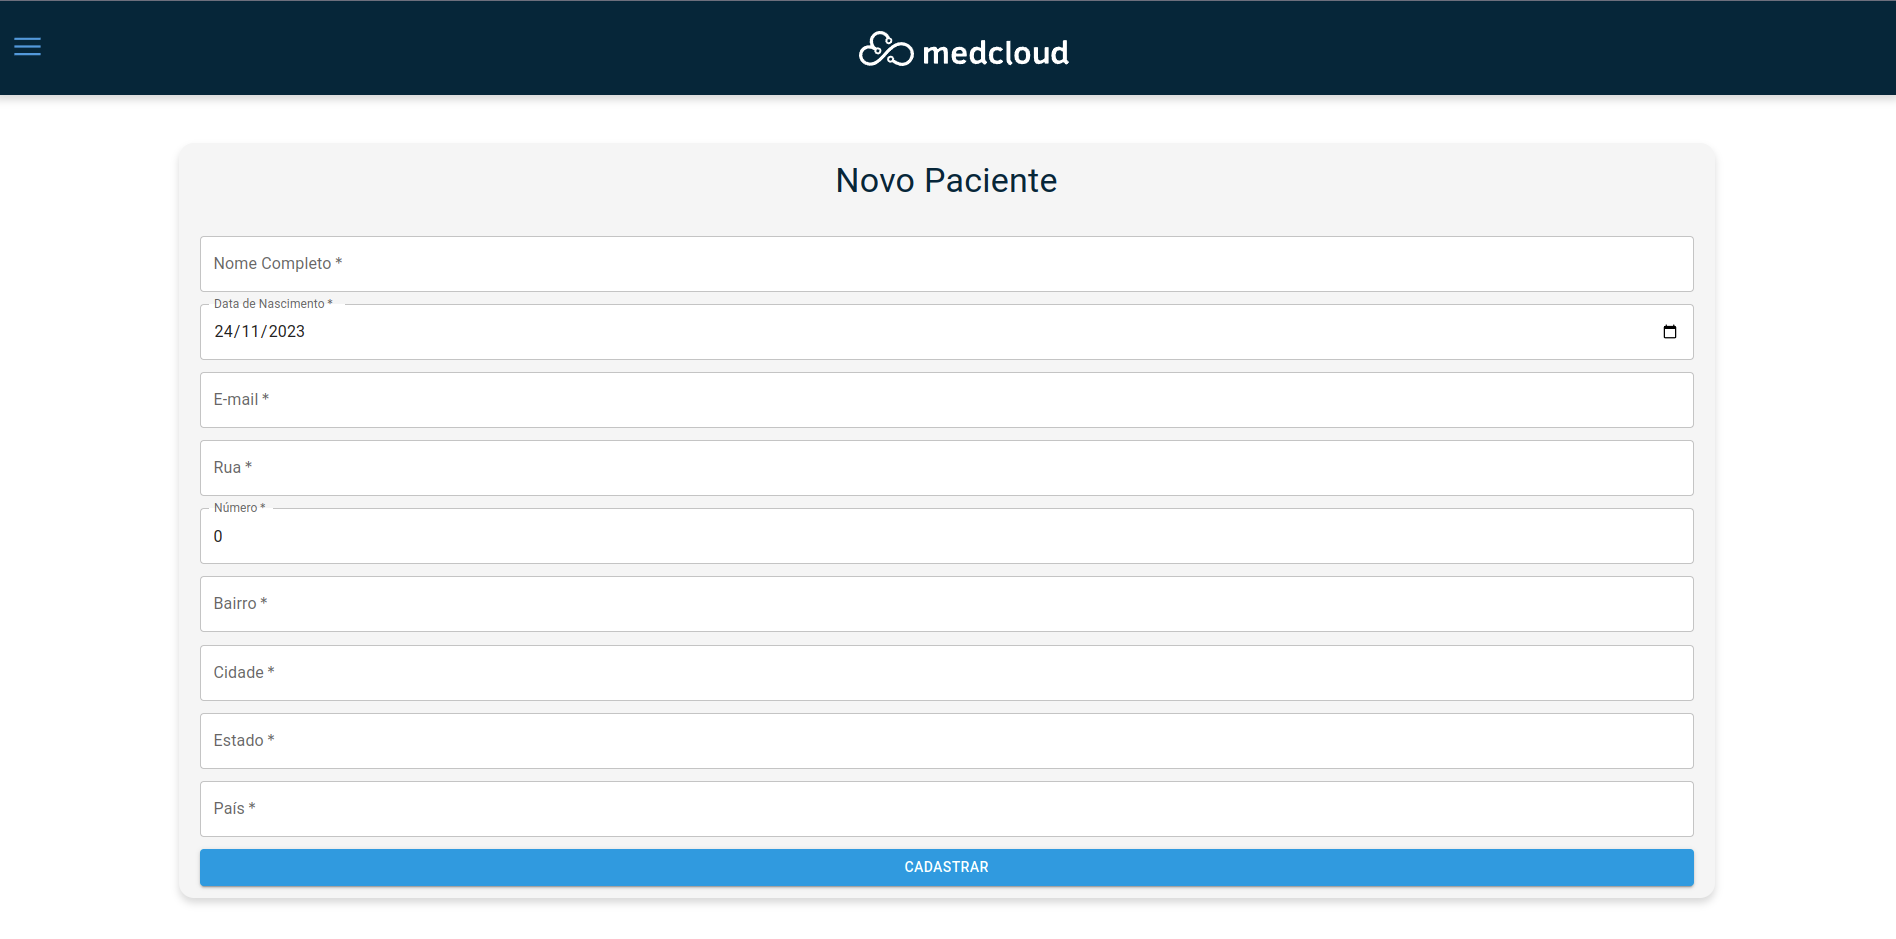 medcloud
Novo Paciente
Nome Completo *
Data de Nascimento *
24/11/2023
E-mail *
Rua *
Número *
0
Bairro *
Cidade *
Estado *
País *
CADASTRAR